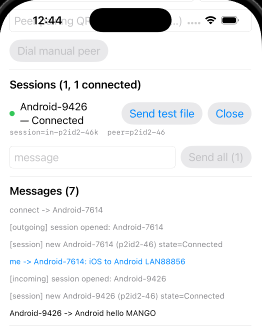 12:44
Dial manual peer
Sessions (1, 1 connected)
Android-9426
— Connected
Send test file
Close
session=in-p2id2-46k peer=p2id2-46
message
Send all (1)
Messages (7)
connect -> Android-7614
[outgoing] session opened: Android-7614
[session] new Android-7614 (p2id2-46) state=Connected
me -> Android-7614: iOS to Android LAN88856
[incoming] session opened: Android-9426
[session] new Android-9426 (p2id2-46) state=Connected
Android-9426 -> Android hello MANGO